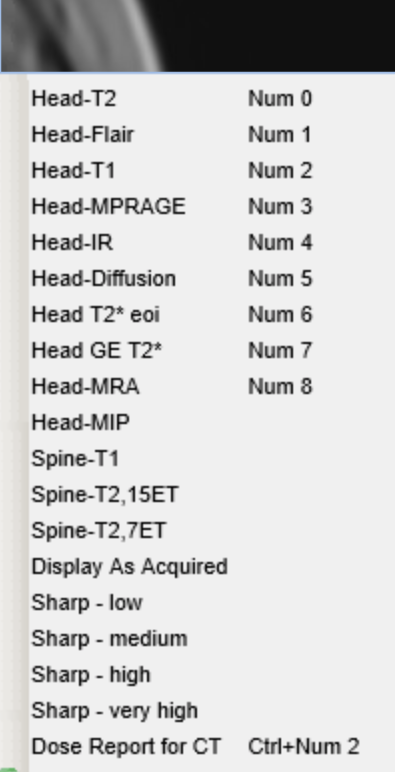 Head-T2 Num 0
Head-Flair Num 1
Head-T1 Num 2
Head-MPRAGE Num 3
Head-IR Num 4
Head-Diffusion Num 5
Head T2* eoi Num 6
Head GE T2* Num 7
Head-MRA Num 8
Head-MIP
Spine-T1
Spine-T2,15ET
Spine-T2,7ET
Display As Acquired
Sharp - low
Sharp - medium
Sharp - high
Sharp - very high
Dose Report for CT Ctrl+Num 2